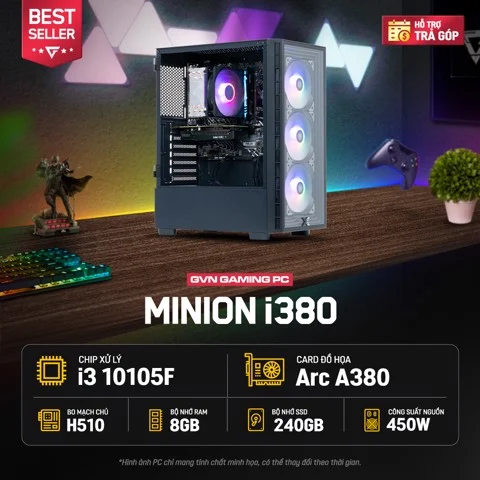 BEST
SELLER
HỖ TRỢ
TRẢ GÓP
GVN GAMING PC
MINION i380
CHIP XỬ LÝ
i3 10105F
CARD ĐỒ HỌA
Arc A380
BO MẠCH CHỦ
H510
BỘ NHỚ RAM
8GB
BỘ NHỚ SSD
240GB
CÔNG SUẤT NGUỒN
450W
*Hình ảnh PC chỉ mang tính chất minh họa, có thể thay đổi theo thời gian.